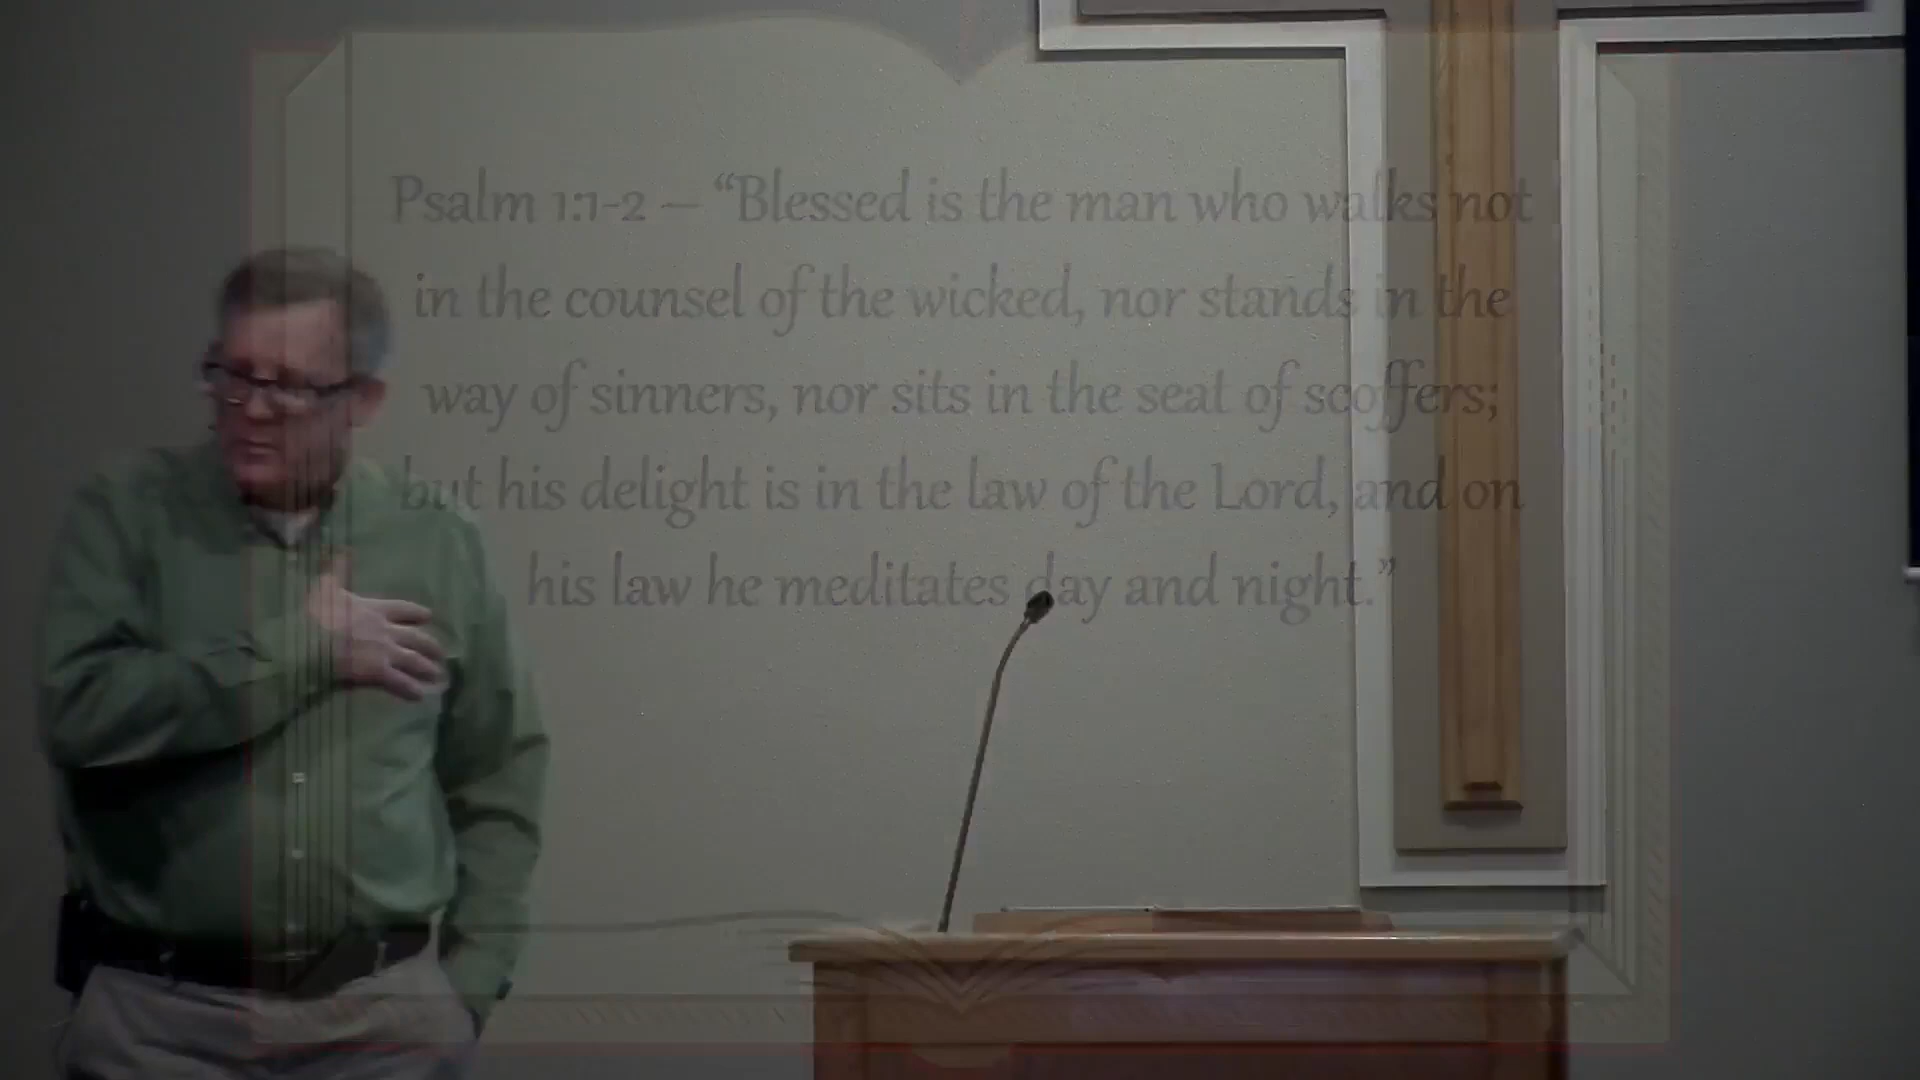 Psalm 1:1-2 – “Blessed is the man who walks not
in the counsel of the wicked, nor stands in the
way of sinners, nor sits in the seat of scoffers;
but his delight is in the law of the Lord, and on
his law he meditates day and night.”